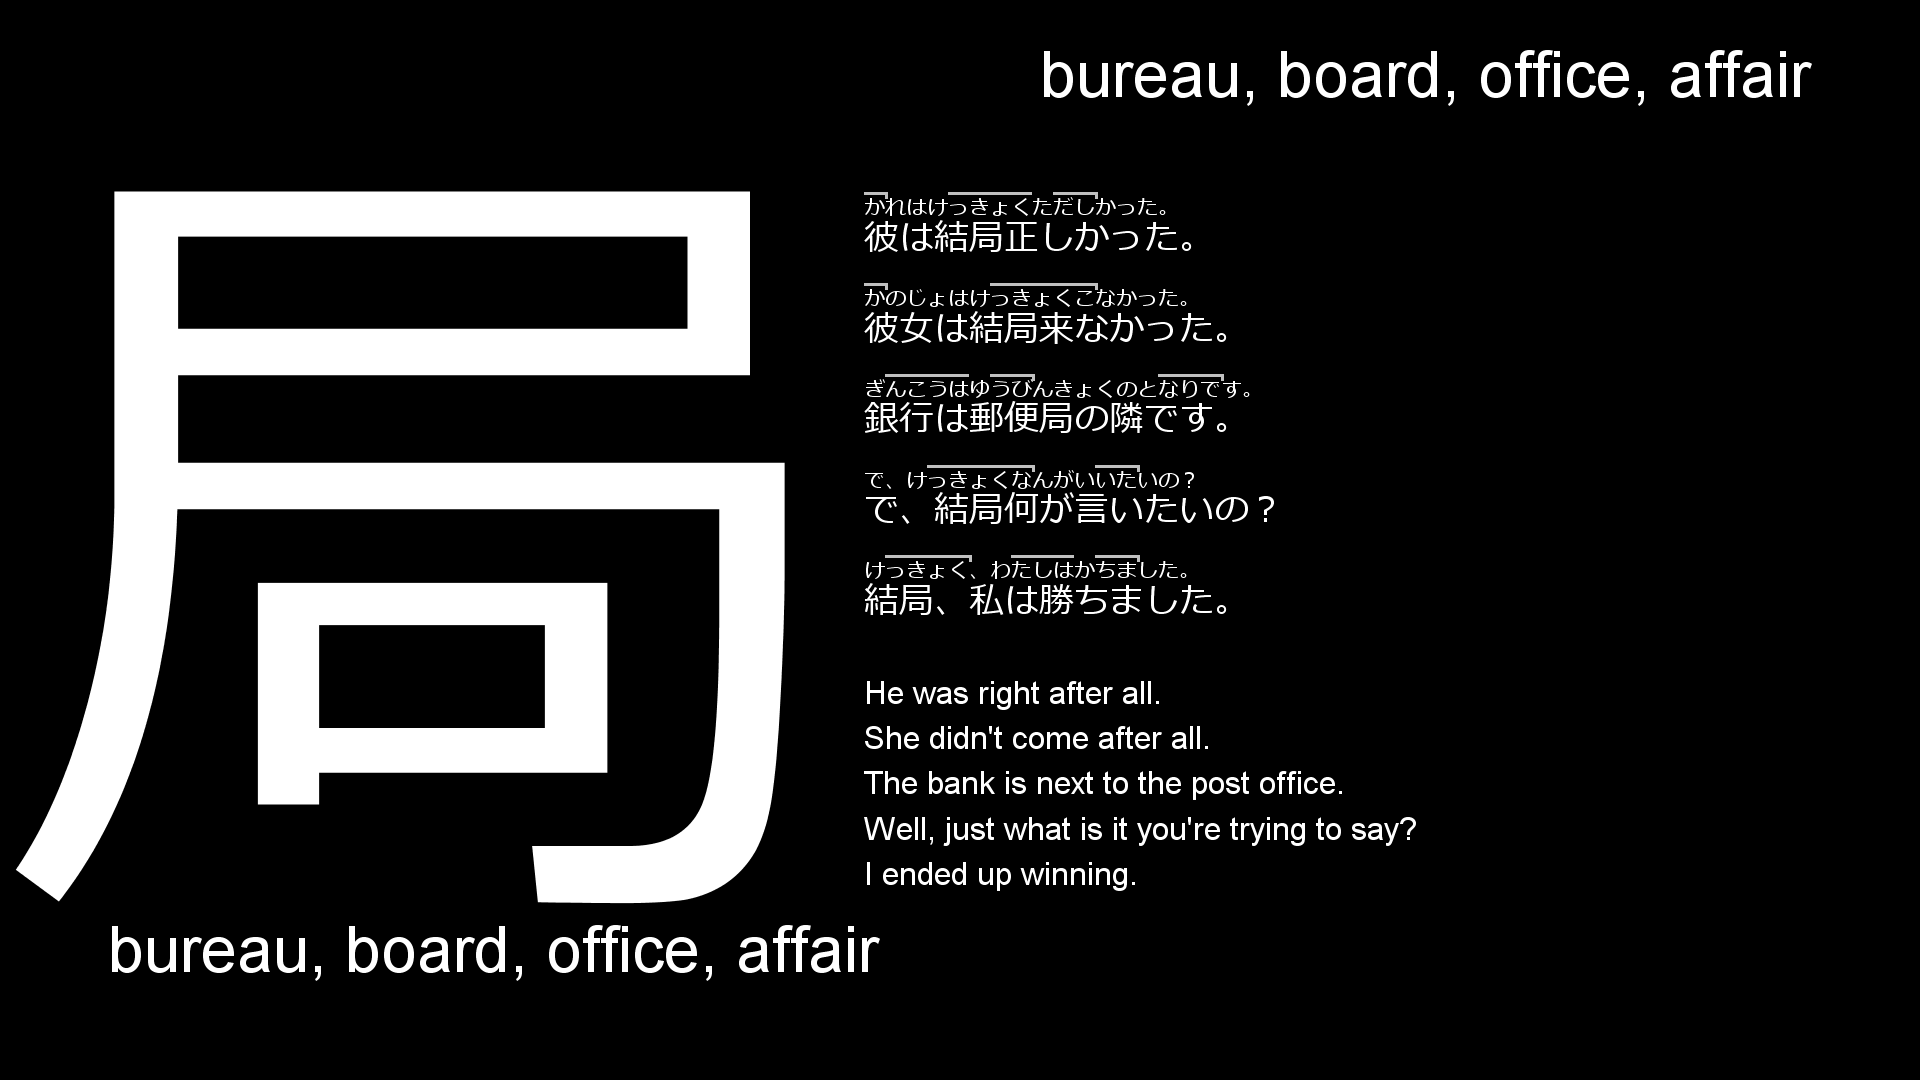 bureau, board, office, affair
局
かれはけっきょくただしかった。
彼は結局正しかった。
かのじょはけっきょくこなかった。
彼女は結局来なかった。
ぎんこうはゆうびんきょくのとなりです。
銀行は郵便局の隣です。
で、けっきょくなんがいいたいの？
で、結局何が言いたいの？
けっきょく、わたしはかちました。
結局、私は勝ちました。
He was right after all.
She didn't come after all.
The bank is next to the post office.
Well, just what is it you're trying to say?
I ended up winning.
bureau, board, office, affair